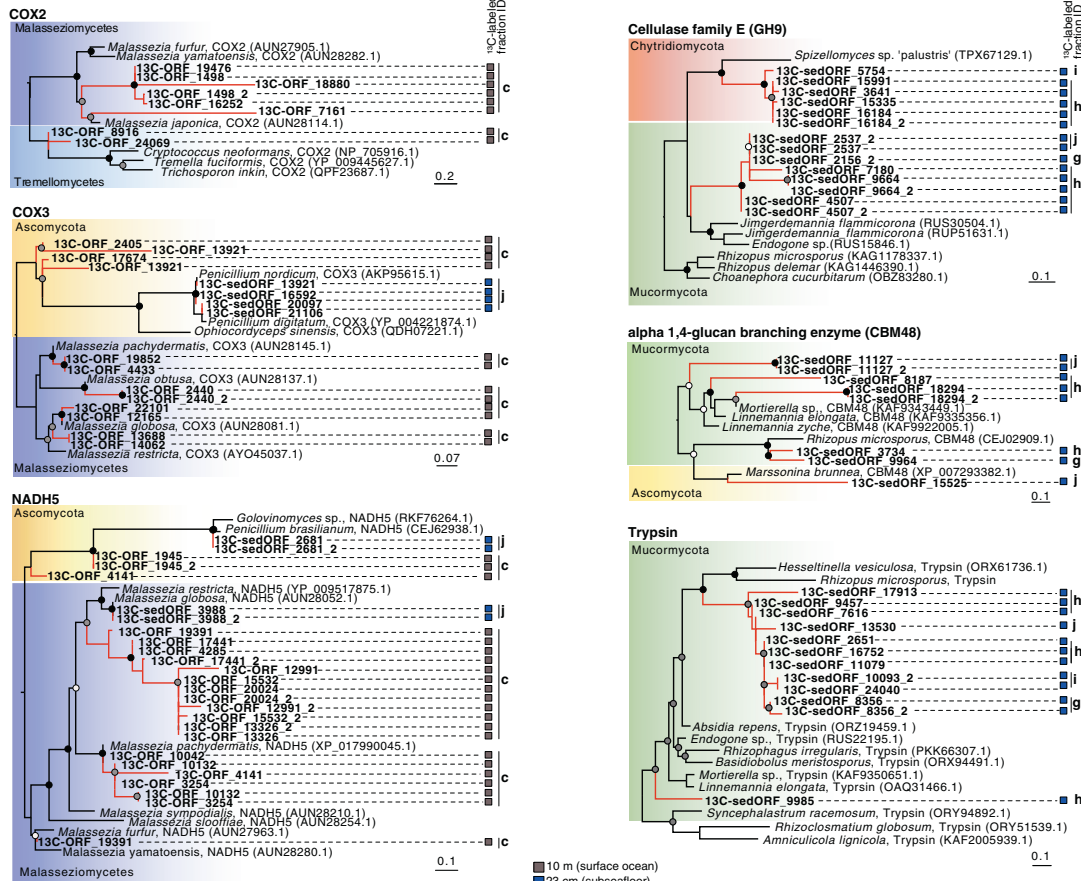 COX2
Malasseziomycetes
¹³C-labeled
fraction ID
Malassezia furfur, COX2 (AUN27905.1)
Malassezia yamatoensis, COX2 (AUN28282.1)
13C-ORF_19476
13C-ORF_1498
13C-ORF_18880
c
13C-ORF_1498_2
13C-ORF_16252
13C-ORF_7161
Malassezia japonica, COX2 (AUN28114.1)
13C-ORF_8916
c
13C-ORF_24069
Cryptococcus neoformans, COX2 (NP_705916.1)
Tremella fuciformis, COX2 (YP_009445627.1)
Trichosporon inkin, COX2 (QPF23687.1)
Tremellomycetes
0.2
COX3
Ascomycota
13C-ORF_2405
13C-ORF_13921
c
13C-ORF_17674
13C-ORF_13921
Penicillium nordicum, COX3 (AKP95615.1)
13C-sedORF_13921
13C-sedORF_16592
j
13C-sedORF_20097
13C-sedORF_21106
Penicillium digitatum, COX3 (YP_004221874.1)
Ophiocordyceps sinensis, COX3 (QDH07221.1)
Malassezia pachydermatis, COX3 (AUN28145.1)
13C-ORF_19852
c
13C-ORF_4433
Malassezia obtusa, COX3 (AUN28137.1)
13C-ORF_2440
13C-ORF_2440_2
c
13C-ORF_22101
13C-ORF_12165
Malassezia globosa, COX3 (AUN28081.1)
13C-ORF_13688
c
13C-ORF_14062
Malassezia restricta, COX3 (AYO45037.1)
Malasseziomycetes
0.07
NADH5
Ascomycota
Golovinomyces sp., NADH5 (RKF76264.1)
Penicillium brasilianum, NADH5 (CEJ62938.1)
13C-sedORF_2681
j
13C-sedORF_2681_2
13C-ORF_1945
13C-ORF_1945_2
c
13C-ORF_4141
Malassezia restricta, NADH5 (YP_009517875.1)
Malassezia globosa, NADH5 (AUN28052.1)
13C-sedORF_3988
j
13C-sedORF_3988_2
13C-ORF_19391
13C-ORF_17441
13C-ORF_4285
13C-ORF_17441_2
13C-ORF_12991
13C-ORF_15532
c
13C-ORF_20024
13C-ORF_20024_2
13C-ORF_12991_2
13C-ORF_15532_2
13C-ORF_13326_2
13C-ORF_13326
Malassezia pachydermatis, NADH5 (XP_017990045.1)
13C-ORF_10042
13C-ORF_10132
13C-ORF_4141
c
13C-ORF_3254
13C-ORF_10132
13C-ORF_3254
Malassezia sympodialis, NADH5 (AUN28210.1)
Malassezia slooffiae, NADH5 (AUN28254.1)
Malassezia furfur, NADH5 (AUN27963.1)
13C-ORF_19391
c
Malassezia yamatoensis, NADH5 (AUN28280.1)
Malasseziomycetes
0.1
10 m (surface ocean)
23 cm (subseafloor)
Cellulase family E (GH9)
Chytridiomycota
¹³C-labeled
fraction ID
Spizellomyces sp. 'palustris' (TPX67129.1)
13C-sedORF_5754
i
13C-sedORF_15991
13C-sedORF_3641
13C-sedORF_15335
h
13C-sedORF_16184
13C-sedORF_16184_2
13C-sedORF_2537_2
j
13C-sedORF_2537
13C-sedORF_2156_2
g
13C-sedORF_7180
13C-sedORF_9664
h
13C-sedORF_9664_2
13C-sedORF_4507
13C-sedORF_4507_2
Jimgerdemannia flammicorona (RUS30504.1)
Jimgerdemannia flammicorona (RUP51631.1)
Endogone sp.(RUS15846.1)
Rhizopus microsporus (KAG1178337.1)
Rhizopus delemar (KAG1446390.1)
Choanephora cucurbitarum (OBZ83280.1)
Mucormycota
0.1
alpha 1,4-glucan branching enzyme (CBM48)
Mucormycota
13C-sedORF_11127
j
13C-sedORF_11127_2
13C-sedORF_8187
13C-sedORF_18294
h
13C-sedORF_18294_2
Mortierella sp., CBM48 (KAF9343449.1)
Linnemannia elongata, CBM48 (KAF9335356.1)
Linnemannia zyche, CBM48 (KAF9922005.1)
Rhizopus microsporus, CBM48 (CEJ02909.1)
13C-sedORF_3734
h
13C-sedORF_9964
g
Marssonina brunnea, CBM48 (XP_007293382.1)
13C-sedORF_15525
j
Ascomycota
0.1
Trypsin
Mucormycota
Hesseltinella vesiculosa, Trypsin (ORX61736.1)
Rhizopus microsporus, Trypsin
13C-sedORF_17913
13C-sedORF_9457
h
13C-sedORF_7616
13C-sedORF_13530
j
13C-sedORF_2651
13C-sedORF_16752
h
13C-sedORF_11079
13C-sedORF_10093_2
i
13C-sedORF_24040
13C-sedORF_8356
g
13C-sedORF_8356_2
Absidia repens, Trypsin (ORZ19459.1 )
Endogone sp., Trypsin (RUS22195.1)
Rhizophagus irregularis, Trypsin (PKK66307.1)
Basidiobolus meristosporus, Trypsin (ORX94491.1)
Mortierella sp., Trypsin (KAF9350651.1)
Linnemannia elongata, Typrsin (OAQ31466.1)
13C-sedORF_9985
h
Syncephalastrum racemosum, Trypsin (ORY94892.1)
Rhizoclosmatium globosum, Trypsin (ORY51539.1)
Amniculicola lignicola, Trypsin (KAF2005939.1)
0.1